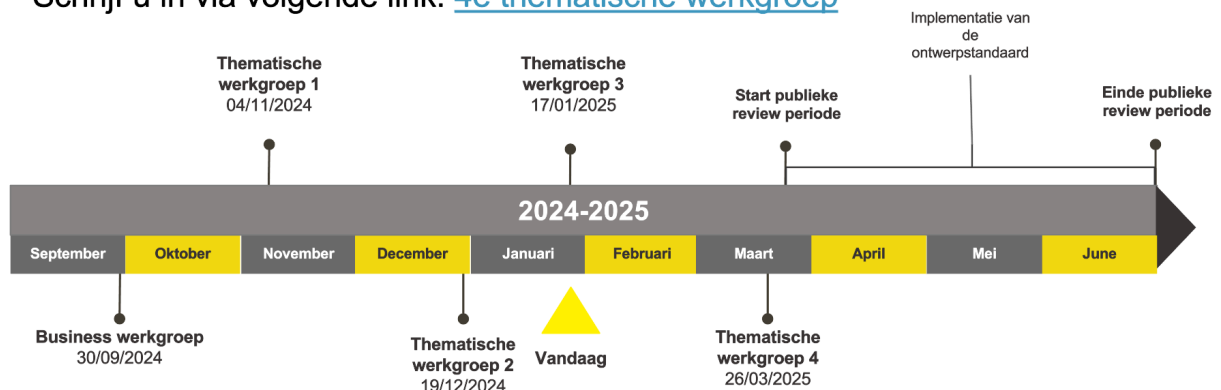 Schrijf u in via volgende link: 4e thematische werkgroep
Implementatie van
de
ontwerpstandaard
Thematische
werkgroep 1
04/11/2024
Thematische
werkgroep 3
17/01/2025
Start publieke
review periode
Einde publieke
review periode
2024-2025
September Oktober November December Januari Februari Maart April Mei June
Business werkgroep
30/09/2024
Thematische
werkgroep 2
19/12/2024
Vandaag
Thematische
werkgroep 4
26/03/2025